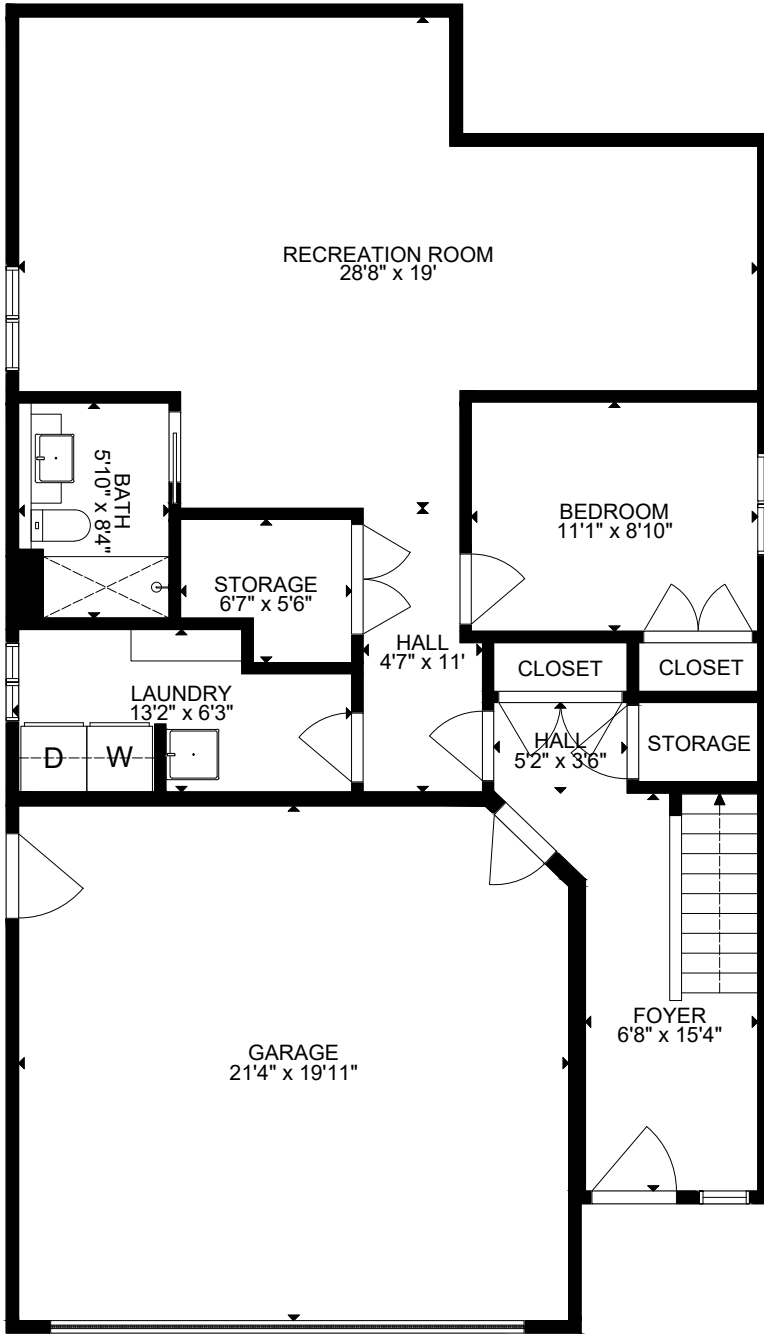 RECREATION ROOM
28'8" x 19'
BATH
5'10" x 8'4"
BEDROOM
11'1" x 8'10"
STORAGE
6'7" x 5'6"
HALL
4'7" x 11'
CLOSET
CLOSET
LAUNDRY
13'2" x 6'3"
HALL
5'2" x 3'6"
STORAGE
D
W
FOYER
6'8" x 15'4"
GARAGE
21'4" x 19'11"